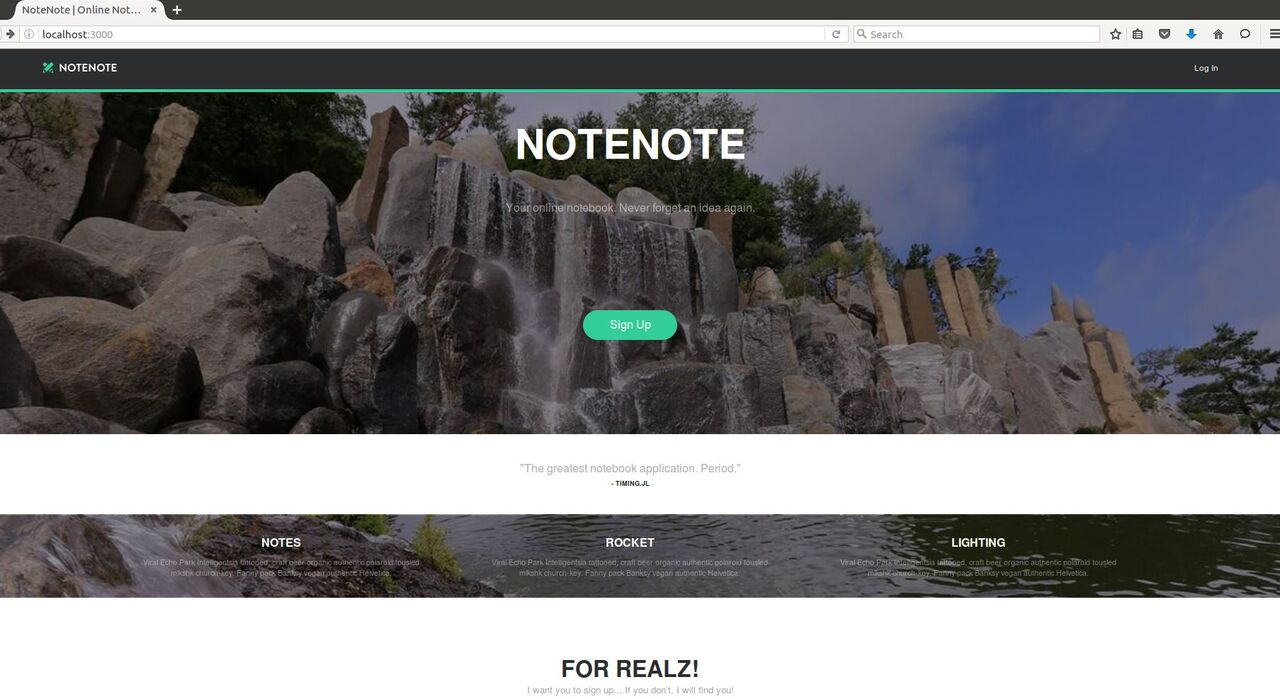 NoteNote | Online Not...
localhost:3000
Search
NOTENOTE
Log In
NOTENOTE
Your online notebook. Never forget an idea again.
Sign Up
"The greatest notebook application. Period."
- TIMING.JL
NOTES
Viral Echo Park Intelligentsia tattooed, craft beer organic authentic polaroid tousled
mlkshk church-key. Fanny pack Banksy vegan authentic Helvetica.
ROCKET
Viral Echo Park Intelligentsia tattooed, craft beer organic authentic polaroid tousled
mlkshk church-key. Fanny pack Banksy vegan authentic Helvetica.
LIGHTING
Viral Echo Park Intelligentsia tattooed, craft beer organic authentic polaroid tousled
mlkshk church-key. Fanny pack Banksy vegan authentic Helvetica.
FOR REALZ!
I want you to sign up... If you don't. I will find you!